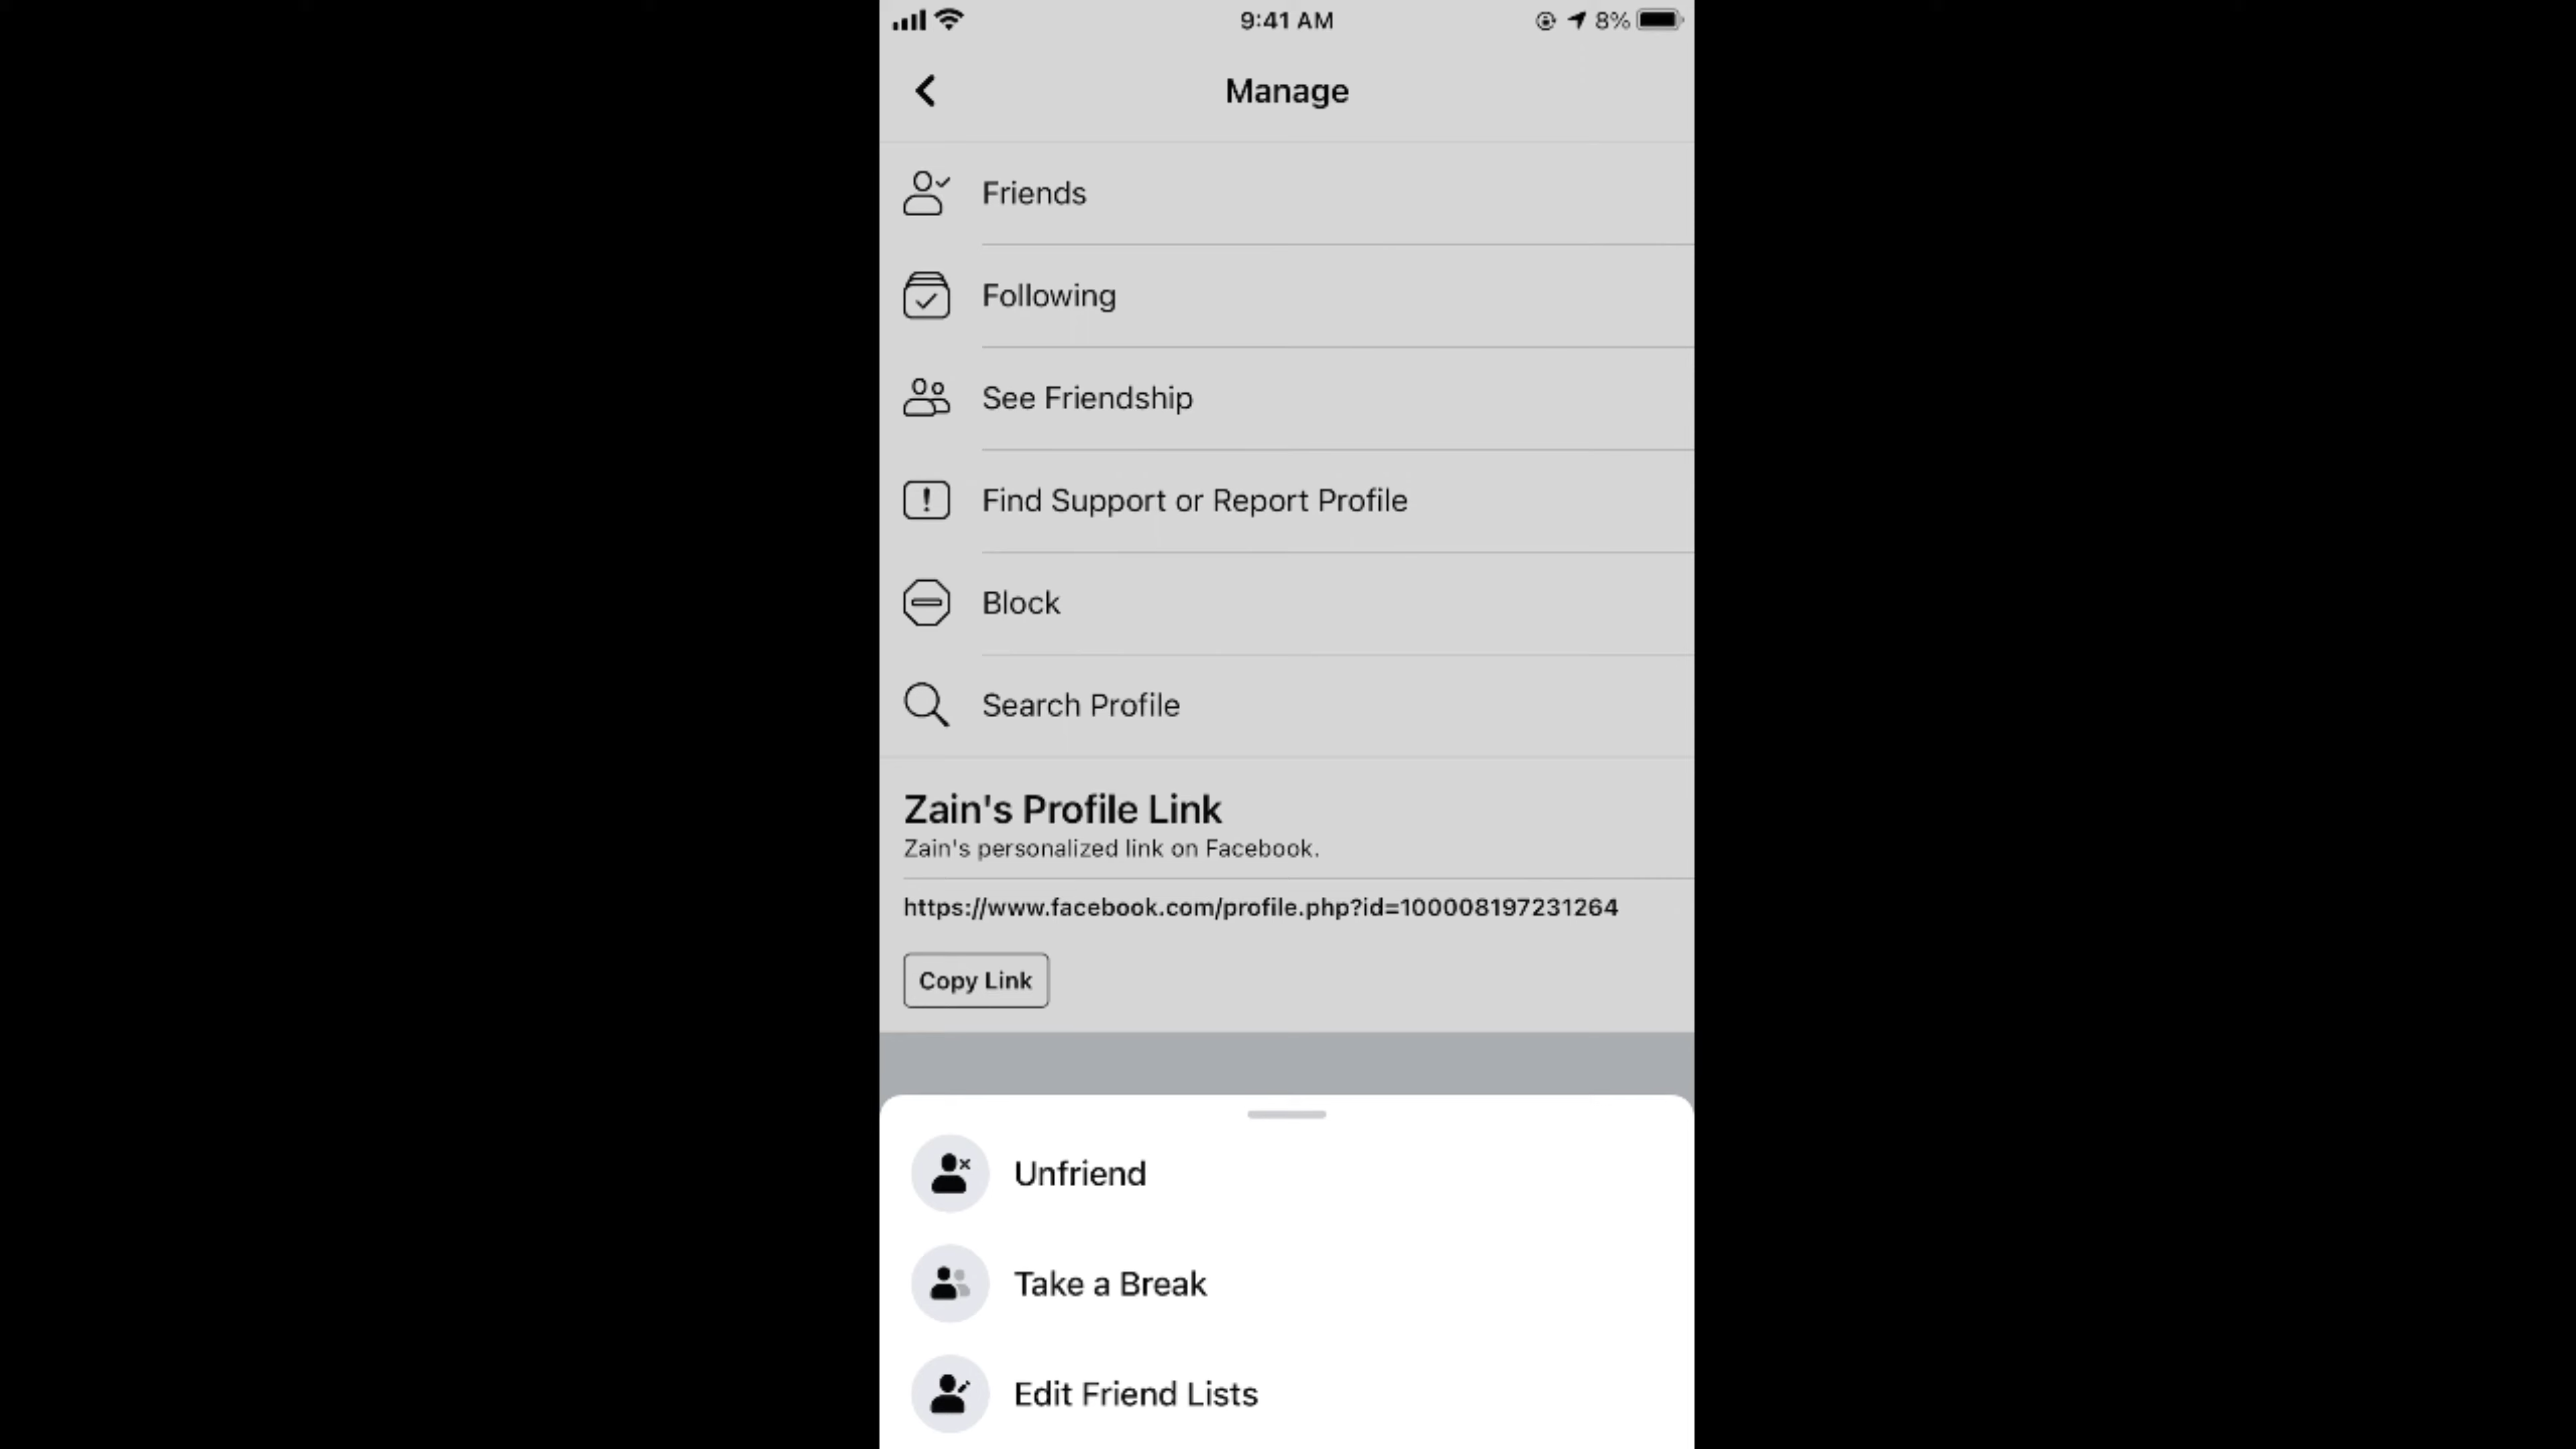 9:41 AM
8%
Manage
Friends
Following
See Friendship
Find Support or Report Profile
Block
Search Profile
Zain's Profile Link
Zain's personalized link on Facebook.
https://www.facebook.com/profile.php?id=100008197231264
Copy Link
Unfriend
Take a Break
Edit Friend Lists